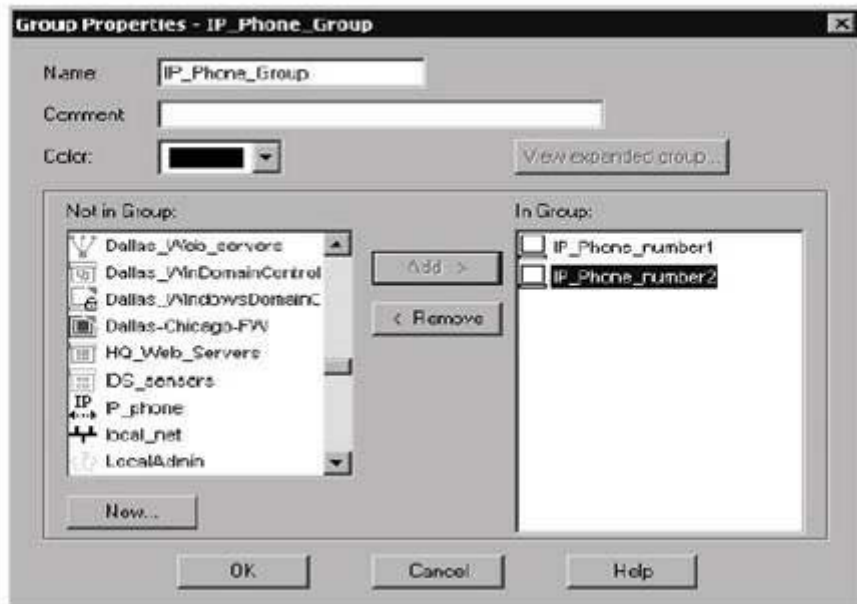 Group Properties - IP_Phone_Group
Name: IP_Phone_Group
Comment
Color:
View expanded group...
Not in Group:
Dallas_Web_servers
Dallas_WinDomainControl
Dallas_WindowsDomainC
Dallas-Chicago-FW
HQ_Web_Servers
IDS_sensors
IP IP_phone
local_net
LocalAdmin
New...
Add >
< Remove
In Group:
IP_Phone_number1
IP_Phone_number2
OK Cancel Help